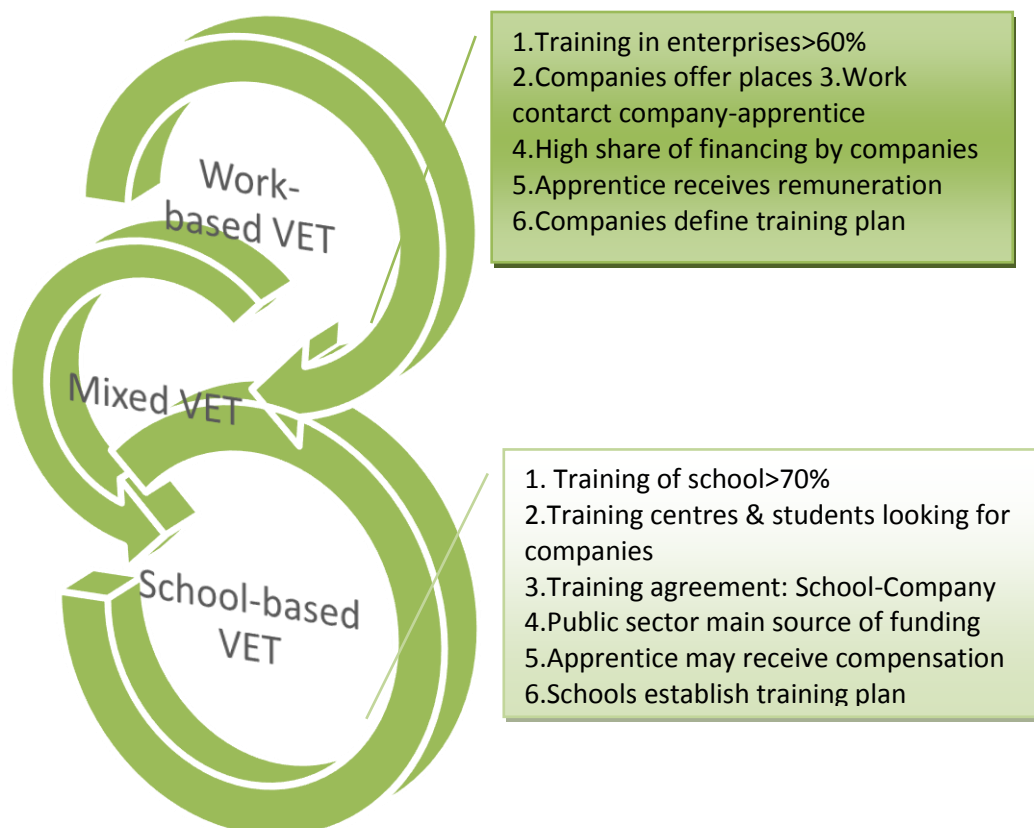 1.Training in enterprises>60%
2.Companies offer places 3.Work
contarct company-apprentice
4.High share of financing by companies
5.Apprentice receives remuneration
6.Companies define training plan
Work-
based VET
Mixed VET
School-based
VET
1. Training of school>70%
2.Training centres & students looking for
companies
3.Training agreement: School-Company
4.Public sector main source of funding
5.Apprentice may receive compensation
6.Schools establish training plan